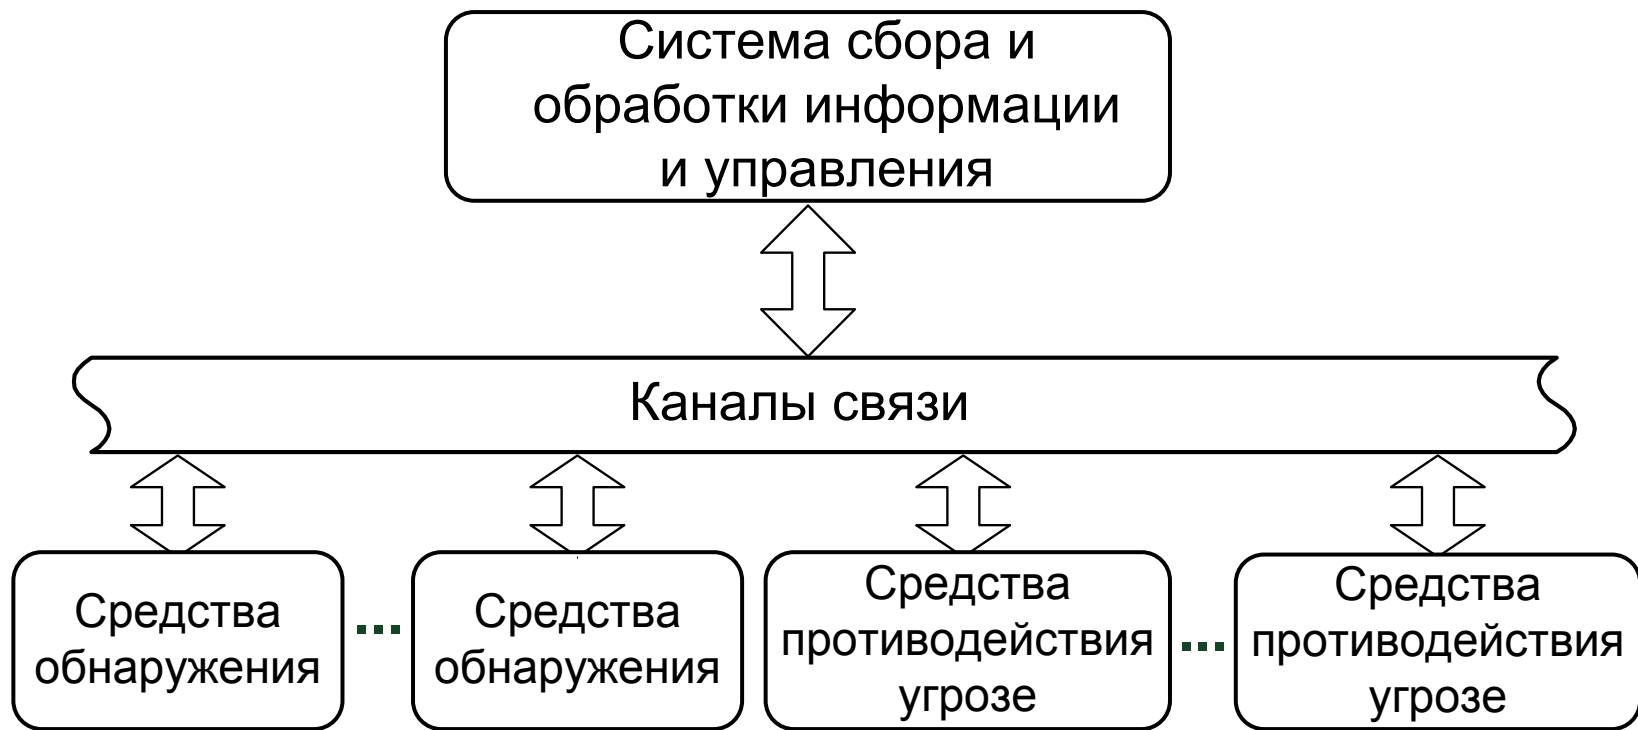 Система сбора и
обработки информации
и управления
Каналы связи
Средства
обнаружения
Средства
обнаружения
Средства
противодействия
угрозе
Средства
противодействия
угрозе